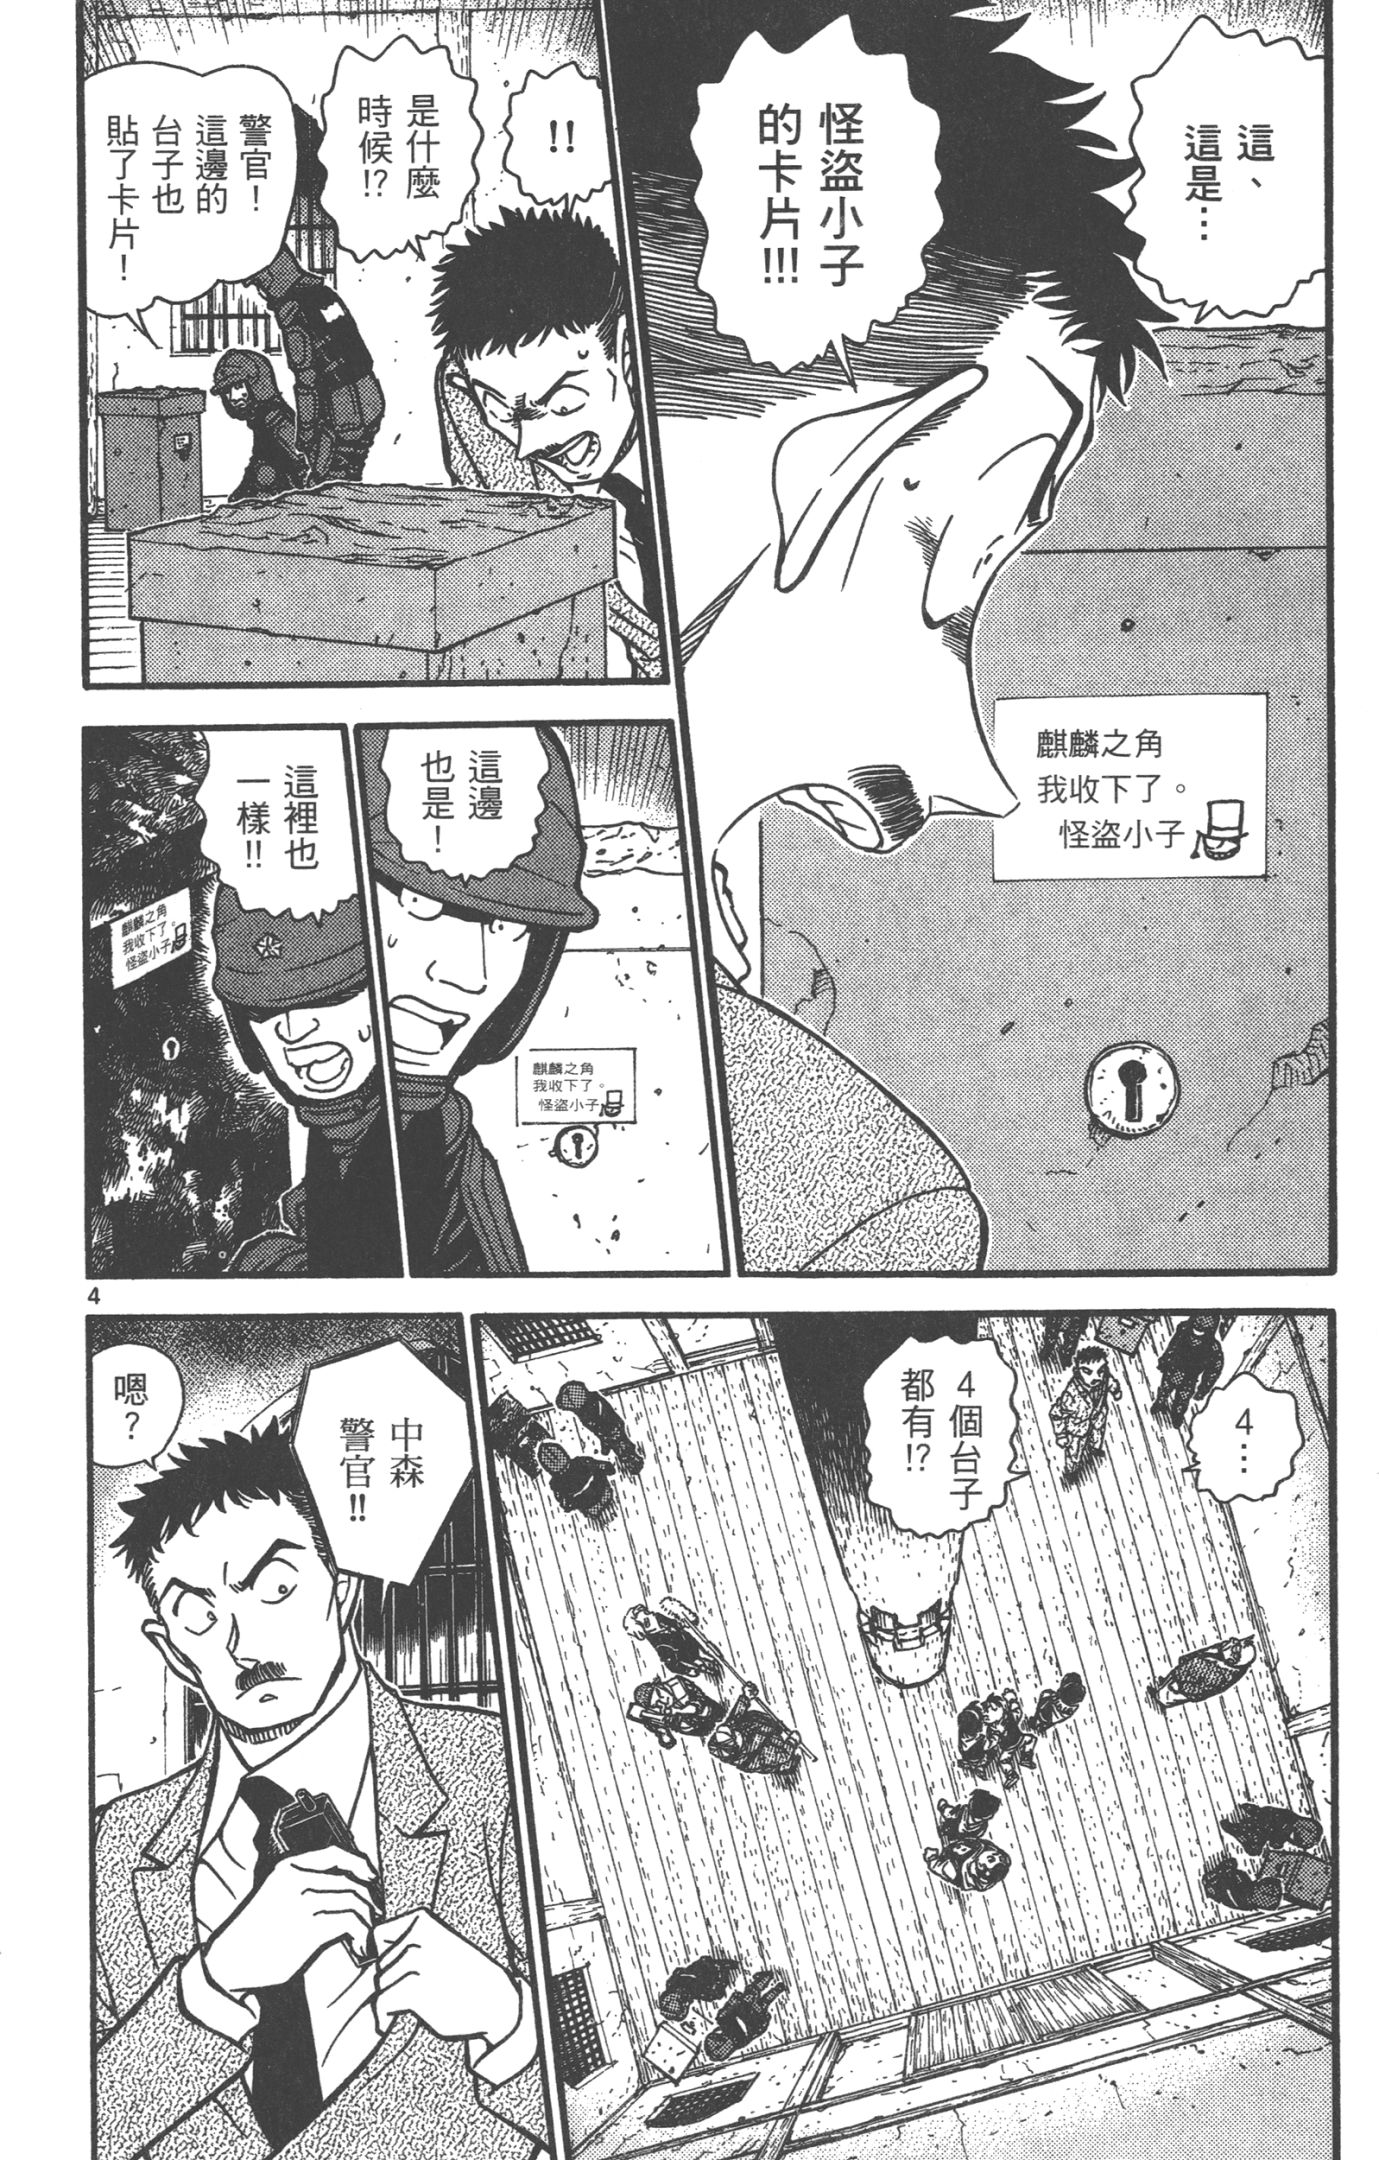 這、
這是…
怪盜小子
的卡片!!!
麒麟之角
我收下了。
怪盜小子
!!
是什麼
時候!?
警官！
這邊的
台子也
貼了卡片！
這邊
也是！
麒麟之角
我收下了。
怪盜小子
這裡也
一樣!!
麒麟之角
我收下了。
怪盜小子
4
4…
4個台子
都有!?
中森
警官!!
嗯？